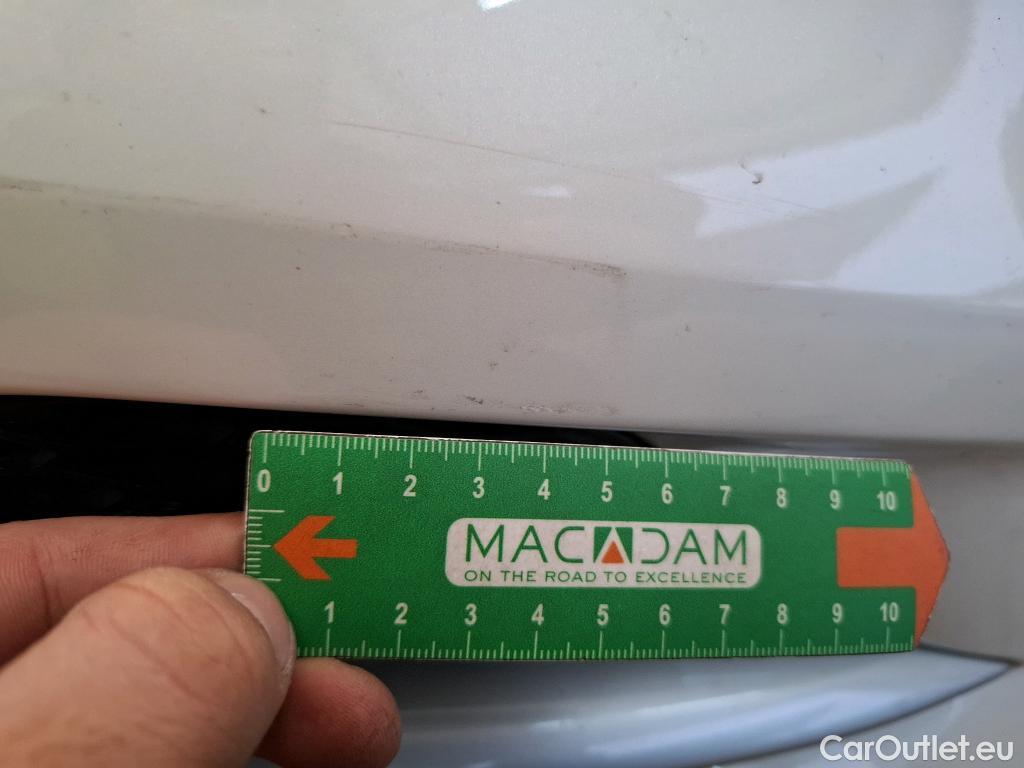 0 1 2 3 4 5 6 7 8 9 10
MACADAM
ON THE ROAD TO EXCELLENCE
1 2 3 4 5 6 7 8 9 10
CarOutlet.eu